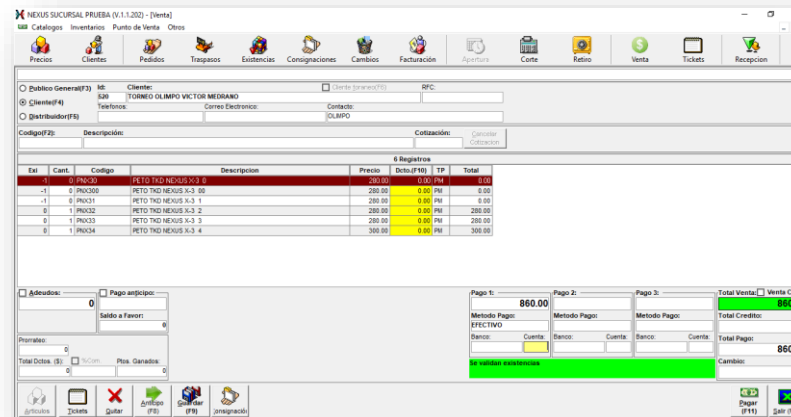 NEXUS SUCURSAL PRUEBA (V.1.1.202) - [Venta]
Catalogos Inventarios Punto de Venta Otros
Precios Clientes Pedidos Traspasos Existencias Consignaciones Cambios Facturación Apertura Corte Retiro Venta Tickets Recepcion
Publico General(F3) Id: Cliente: Cliente foraneo(F8) RFC:
520 TORNEO OLIMPO VICTOR MEDRANO
Cliente(F4)
Telefonos: Correo Electronico: Contacto:
Distribuidor(F5) OLIMPO
Codigo(F2): Descripción: Cotización: Cancelar Cotizacion
6 Registros
Exi Cant. Codigo Descripcion Precio Dcto.(F10) TP Total
-1 0 PNX30 PETO TKD NEXUS X-3 0 280.00 0.00 PM 0.00
-1 0 PNX300 PETO TKD NEXUS X-3 00 280.00 0.00 PM 0.00
-1 0 PNX31 PETO TKD NEXUS X-3 1 280.00 0.00 PM 0.00
0 1 PNX32 PETO TKD NEXUS X-3 2 280.00 0.00 PM 280.00
0 1 PNX33 PETO TKD NEXUS X-3 3 280.00 0.00 PM 280.00
0 1 PNX34 PETO TKD NEXUS X-3 4 300.00 0.00 PM 300.00
Adeudos: Pago anticipo: Pago 1: Pago 2: Pago 3: Total Venta: Venta C
0 860.00 860
Saldo a Favor: Metodo Pago: Metodo Pago: Metodo Pago: Total Credito:
0 EFECTIVO
Prorrateo: Banco: Cuenta: Banco: Cuenta: Banco: Cuenta: Total Pago:
0 860
Total Dctos. ($): %Com: Ptos. Ganados: Se validan existencias Cambio:
0 0
Articulos Tickets Quitar Anticipo (F8) Guardar (F9) Consignació Pagar (F11) Salir